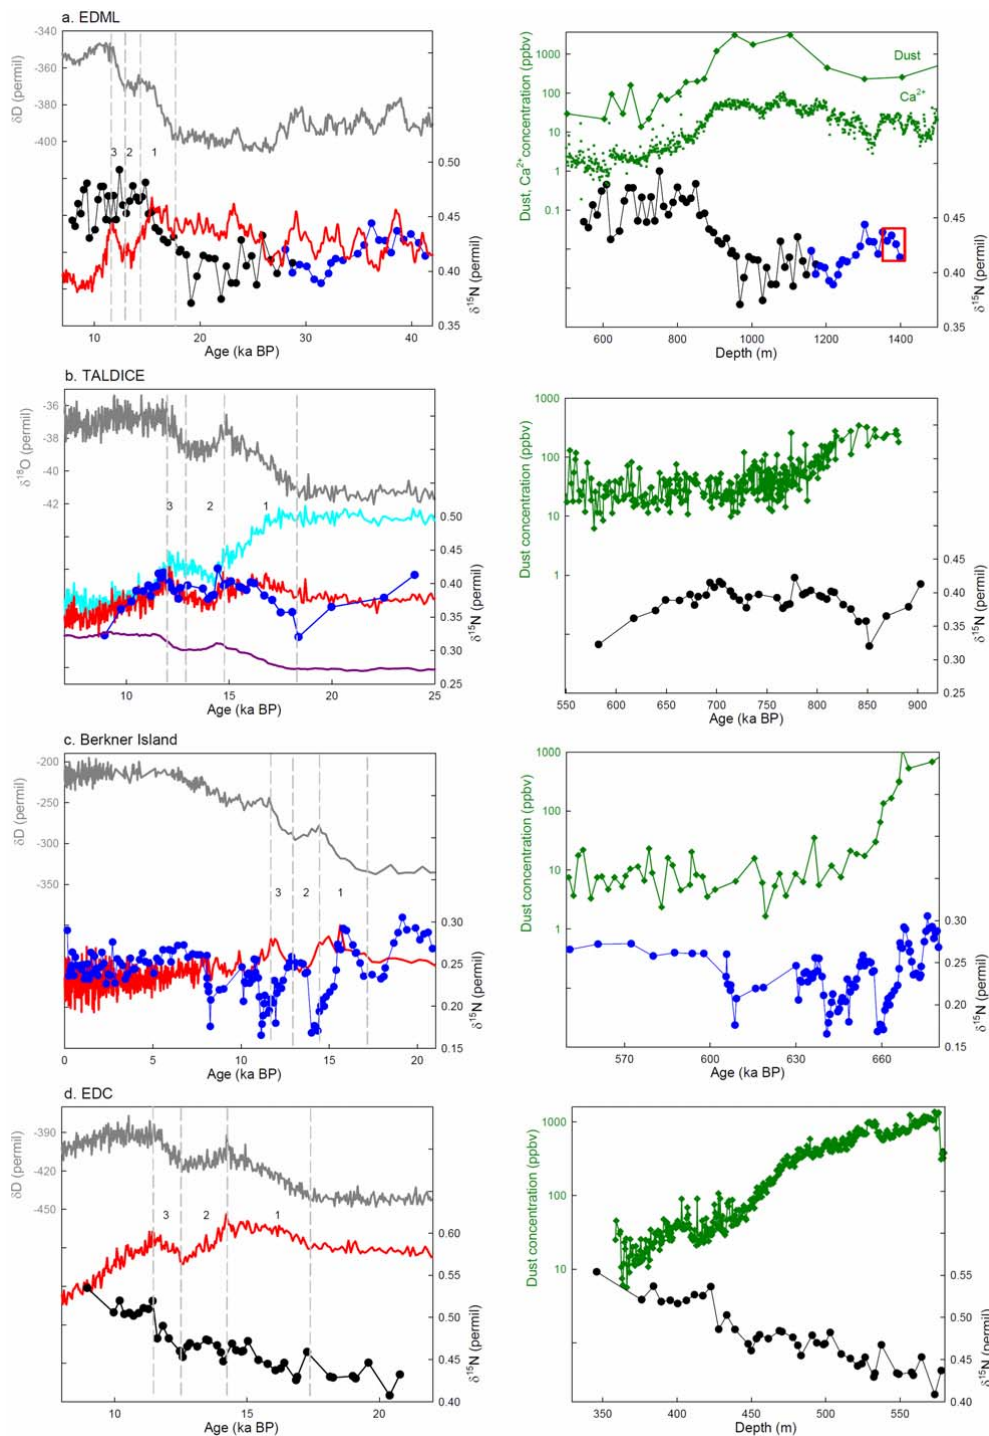 a. EDML
-340
-360
-380
-400
δD (permil)
3 2 1
0.50
0.45
0.40
0.35
δ¹⁵N (permil)
10 20 30 40
Age (ka BP)
1000
100
10
1
0.1
Dust, Ca²⁺concentration (ppbv)
Dust
Ca²⁺
0.45
0.40
0.35
δ¹⁵N (permil)
600 800 1000 1200 1400
Depth (m)
b. TALDICE
-36
-38
-40
-42
δ¹⁸O (permil)
3 2 1
0.50
0.45
0.40
0.35
0.30
0.25
δ¹⁵N (permil)
10 15 20 25
Age (ka BP)
1000
100
10
1
Dust concentration (ppbv)
0.45
0.40
0.35
0.30
0.25
δ¹⁵N (permil)
550 600 650 700 750 800 850 900
Age (ka BP)
c. Berkner Island
-200
-250
-300
-350
δD (permil)
3 2 1
0.30
0.25
0.20
0.15
δ¹⁵N (permil)
0 5 10 15 20
Age (ka BP)
1000
100
10
1
Dust concentration (ppbv)
0.30
0.25
0.20
0.15
δ¹⁵N (permil)
570 600 630 660
Age (ka BP)
d. EDC
-390
-420
-450
δD (permil)
3 2 1
0.60
0.55
0.50
0.45
0.40
δ¹⁵N (permil)
10 15 20
Age (ka BP)
1000
100
10
Dust concentration (ppbv)
0.55
0.50
0.45
0.40
δ¹⁵N (permil)
350 400 450 500 550
Depth (m)